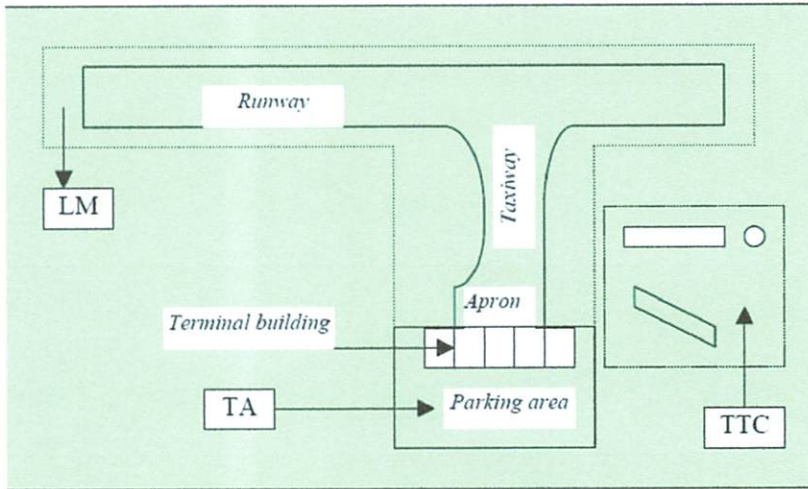 Runway
Taxiway
LM
Apron
Terminal building
TA
Parking area
TTC